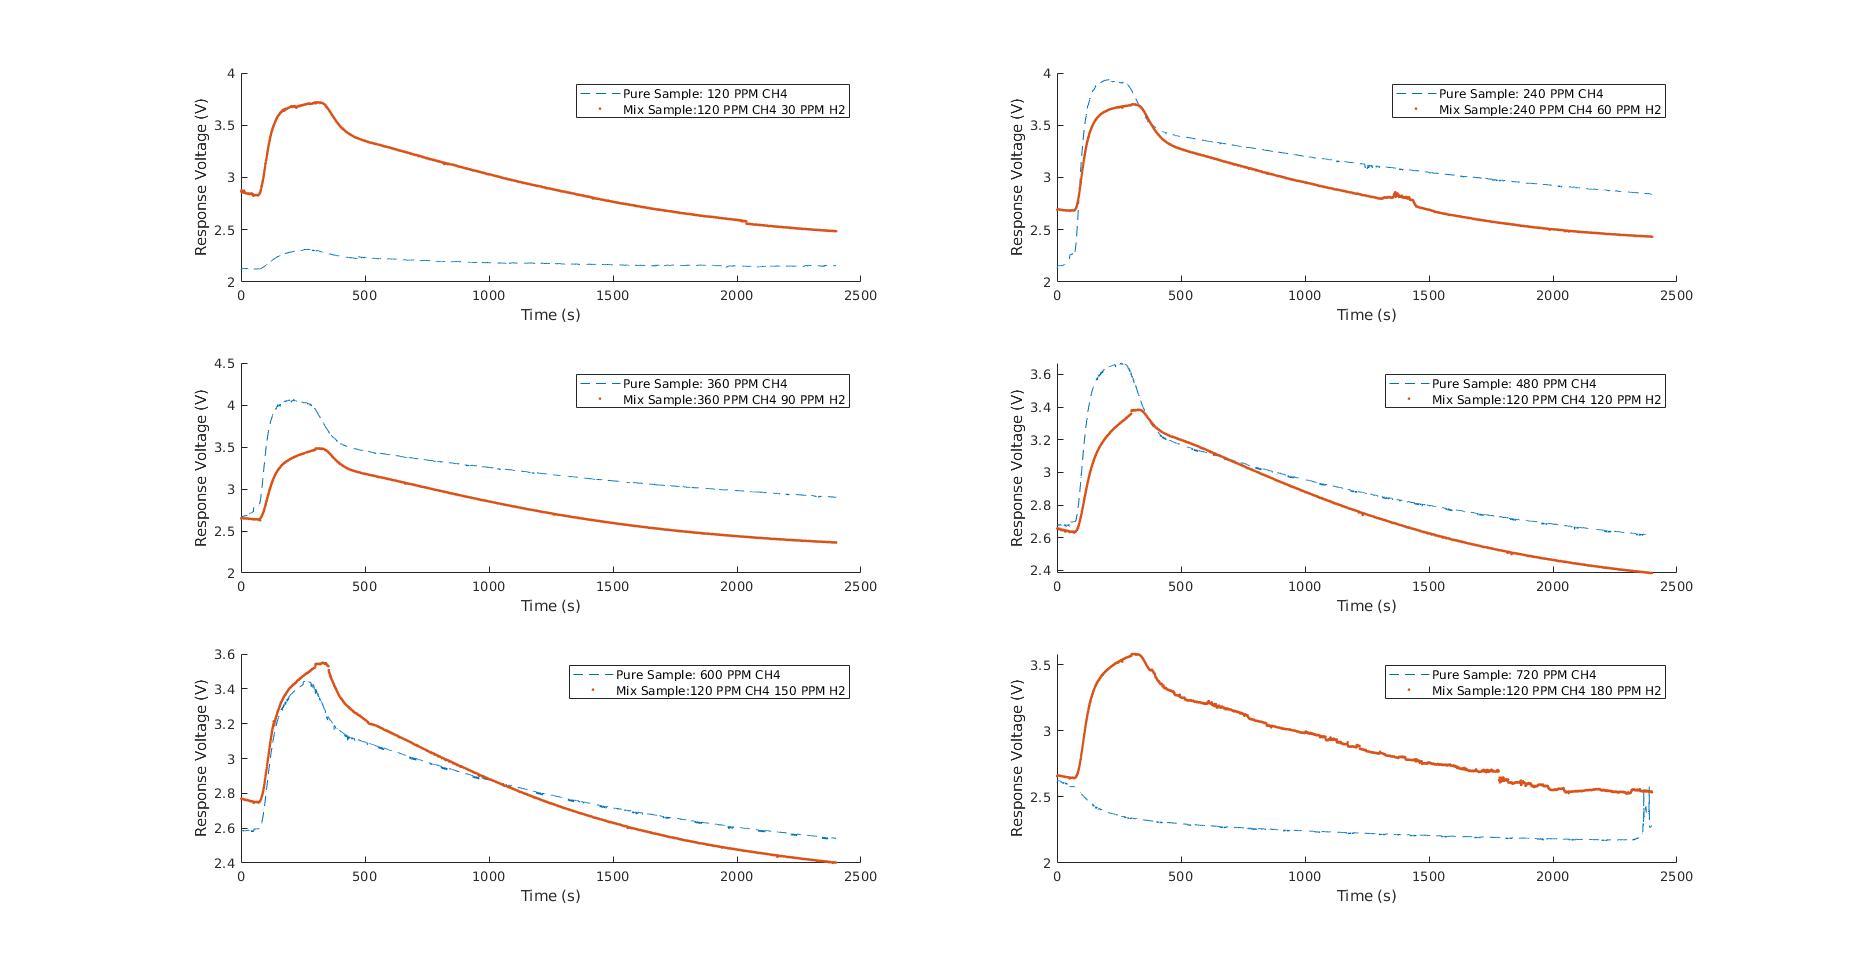 4
3.5
3
2.5
2
Response Voltage (V)
Pure Sample: 120 PPM CH4
Mix Sample:120 PPM CH4 30 PPM H2
0 500 1000 1500 2000 2500
Time (s)
4
3.5
3
2.5
2
Response Voltage (V)
Pure Sample: 240 PPM CH4
Mix Sample:240 PPM CH4 60 PPM H2
0 500 1000 1500 2000 2500
Time (s)
4.5
4
3.5
3
2.5
2
Response Voltage (V)
Pure Sample: 360 PPM CH4
Mix Sample:360 PPM CH4 90 PPM H2
0 500 1000 1500 2000 2500
Time (s)
3.6
3.4
3.2
3
2.8
2.6
2.4
Response Voltage (V)
Pure Sample: 480 PPM CH4
Mix Sample:120 PPM CH4 120 PPM H2
0 500 1000 1500 2000 2500
Time (s)
3.6
3.4
3.2
3
2.8
2.6
2.4
Response Voltage (V)
Pure Sample: 600 PPM CH4
Mix Sample:120 PPM CH4 150 PPM H2
0 500 1000 1500 2000 2500
Time (s)
3.5
3
2.5
2
Response Voltage (V)
Pure Sample: 720 PPM CH4
Mix Sample:120 PPM CH4 180 PPM H2
0 500 1000 1500 2000 2500
Time (s)